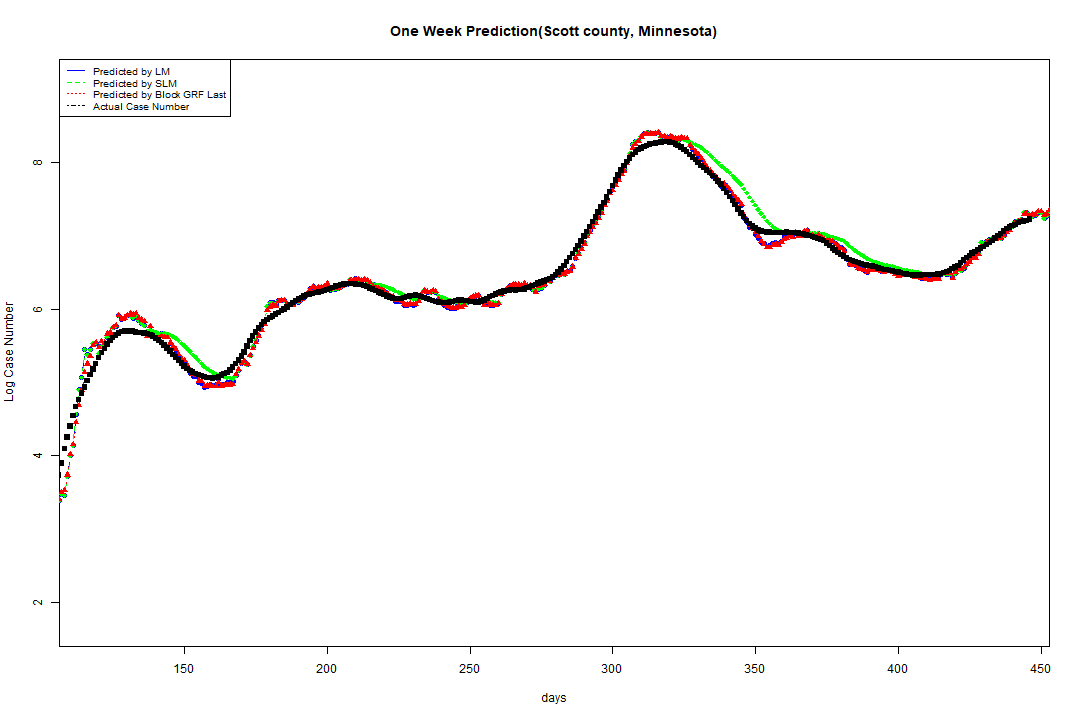 One Week Prediction(Scott county, Minnesota)
Predicted by LM
Predicted by SLM
Predicted by Block GRF Last
Actual Case Number
8
6
4
2
Log Case Number
150 200 250 300 350 400 450
days